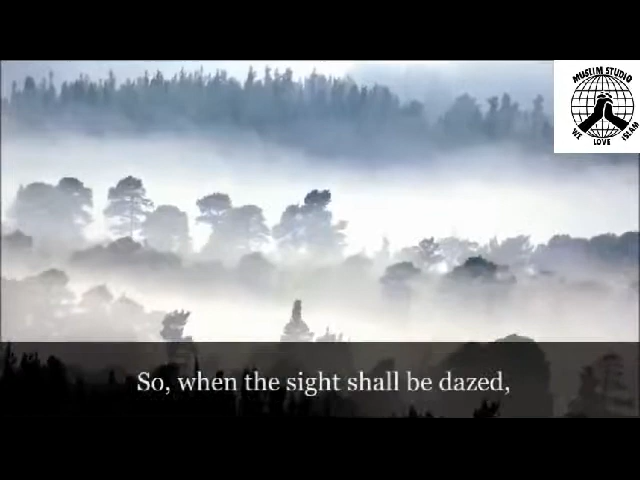 MUSLIM STUDIO
WE LOVE ISLAM
So, when the sight shall be dazed,